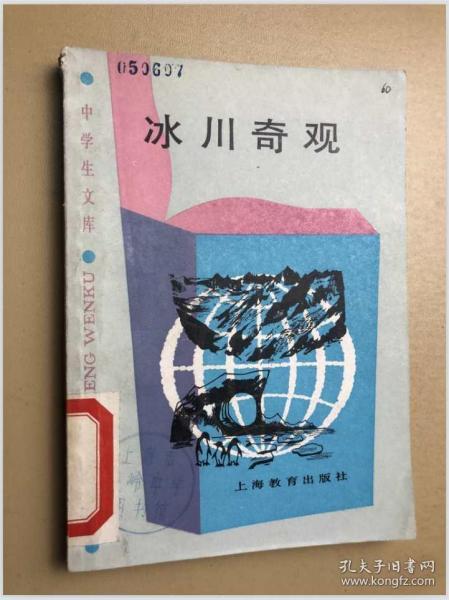 050607
60
冰川奇观
中学生文库
ENG WENKU
上海教育出版社
孔夫子旧书网
www.kongfz.com